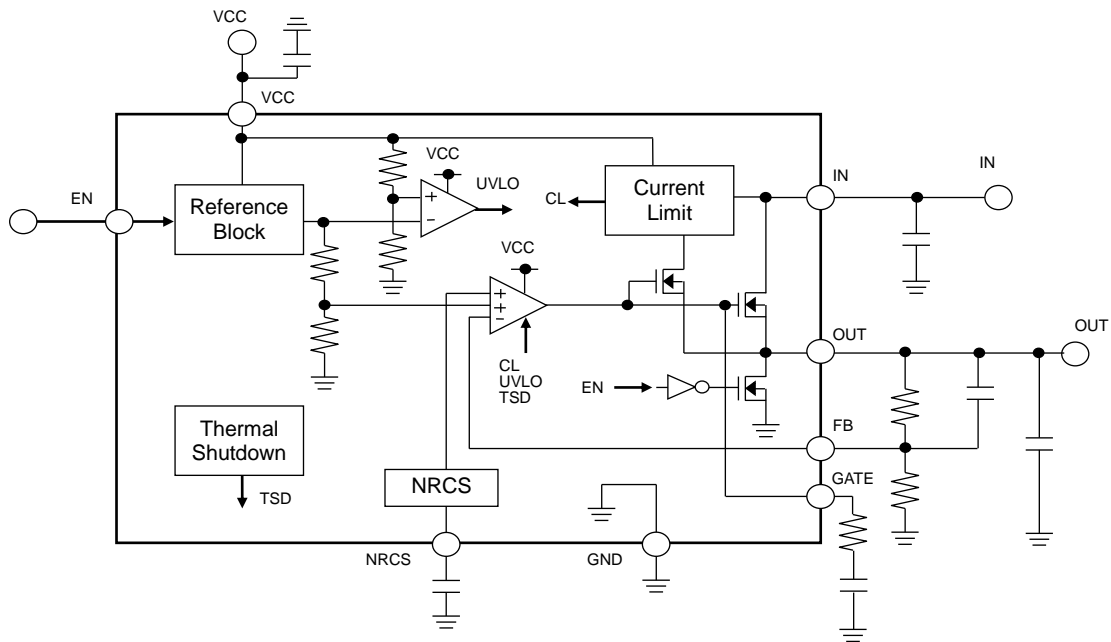 VCC
VCC
EN
Reference
Block
VCC
UVLO
+
−
CL
Current
Limit
IN
IN
VCC
+
+
−
CL
UVLO
TSD
EN
OUT
OUT
FB
GATE
Thermal
Shutdown
TSD
NRCS
NRCS
GND